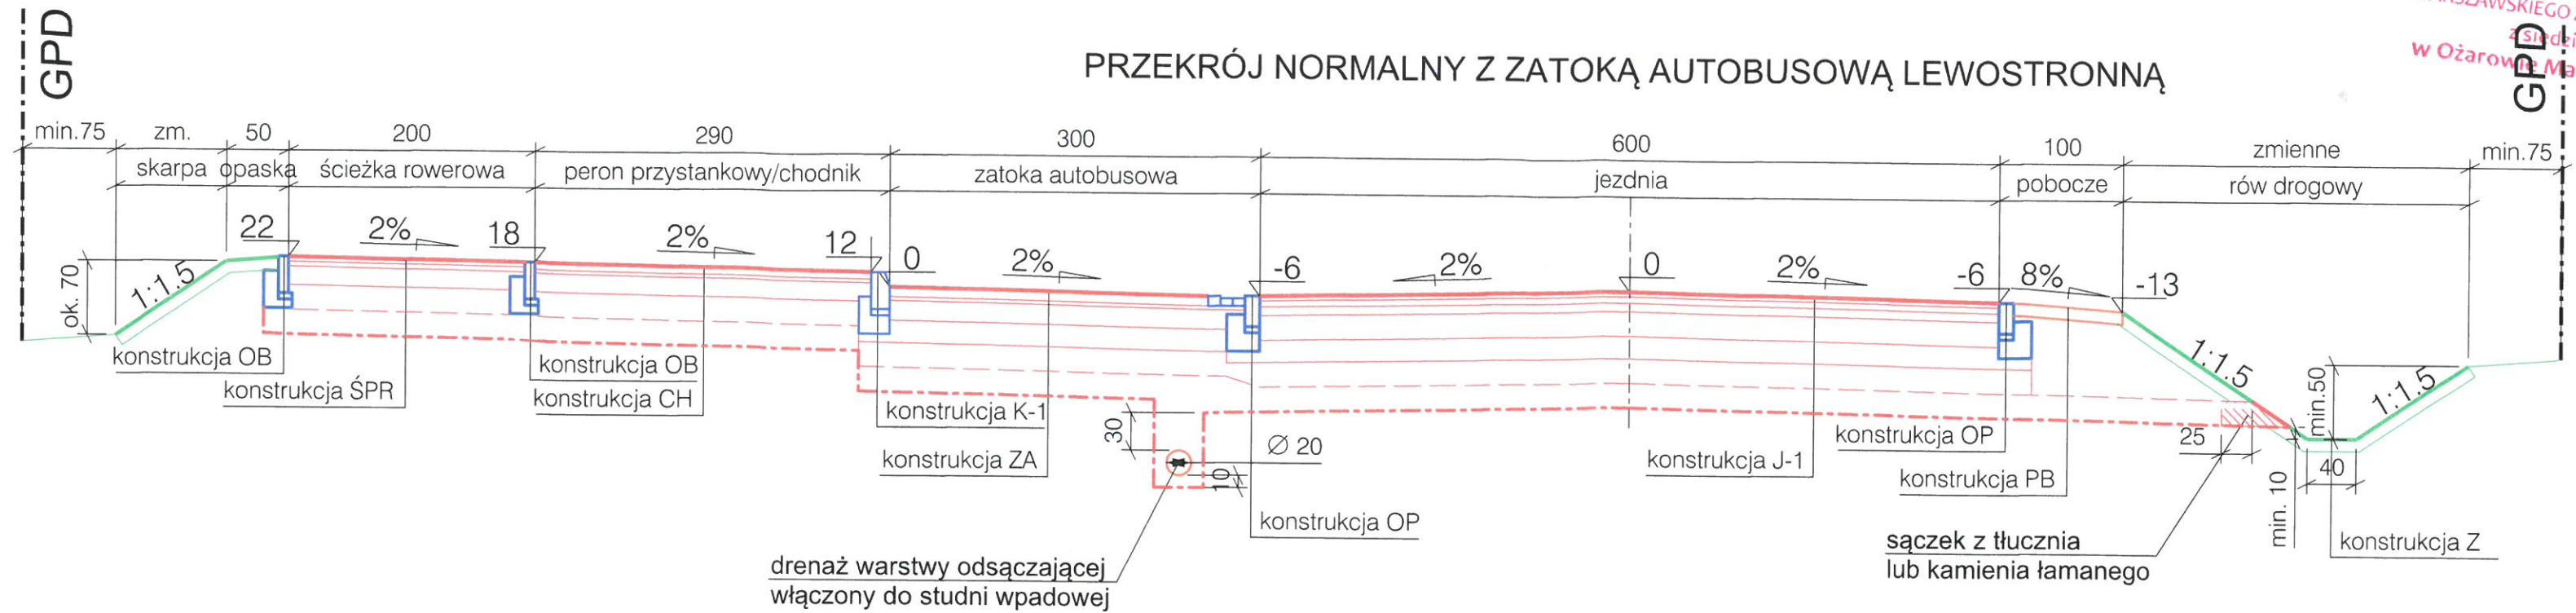 GPD
PRZEKRÓJ NORMALNY Z ZATOKĄ AUTOBUSOWĄ LEWOSTRONNĄ
w Ożarowie
GPD
min.75 zm. 50 200 290 300 600 100 zmienne min.75
skarpa opaska ścieżka rowerowa peron przystankowy/chodnik zatoka autobusowa jezdnia pobocze rów drogowy
22 2% 18 2% 12 0 2% -6 2% 0 2% -6 8% -13
ok. 70
1:1.5
1:1.5
min.50
1:1.5
konstrukcja OB
konstrukcja ŚPR
konstrukcja OB
konstrukcja CH
konstrukcja K-1
konstrukcja ZA
30
Ø 20
10
konstrukcja OP
konstrukcja J-1
konstrukcja OP
konstrukcja PB
25
40
min. 10
konstrukcja Z
drenaż warstwy odsączającej
włączony do studni wpadowej
sączek z tłucznia
lub kamienia łamanego